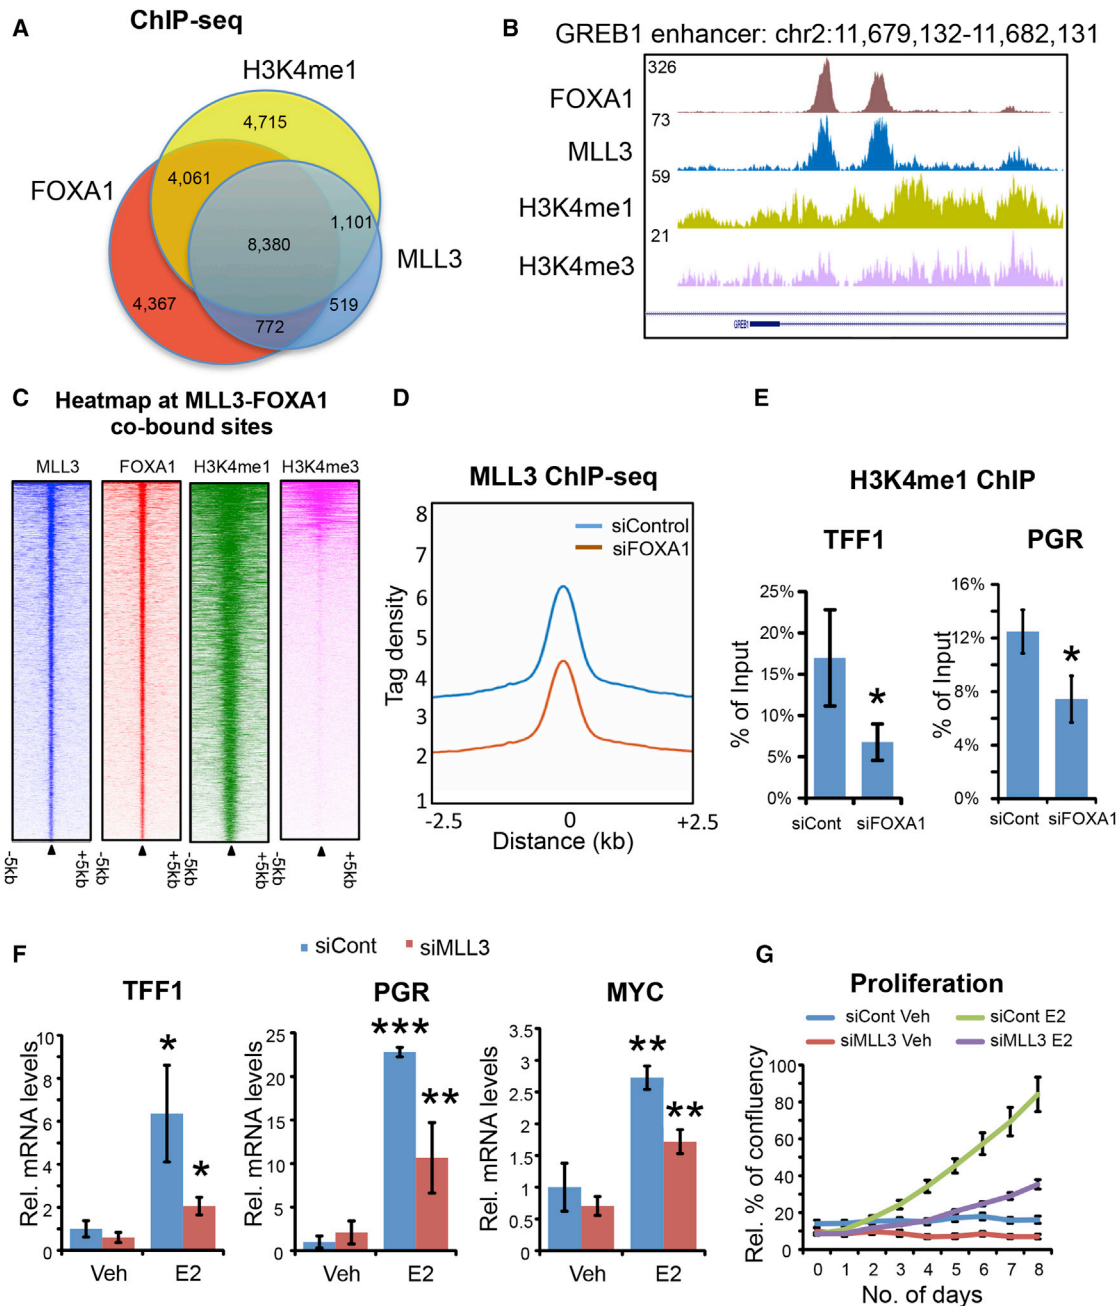 A
ChIP-seq
H3K4me1
4,715
FOXA1
4,061
1,101
8,380
MLL3
4,367
519
772
B
GREB1 enhancer: chr2:11,679,132-11,682,131
326
FOXA1
73
MLL3
59
H3K4me1
21
H3K4me3
GREB1
C
Heatmap at MLL3-FOXA1
co-bound sites
MLL3 FOXA1 H3K4me1 H3K4me3
-5kb +5kb -5kb +5kb -5kb +5kb -5kb +5kb
D
MLL3 ChIP-seq
siControl
siFOXA1
Tag density
8
7
6
5
4
3
2
1
-2.5 0 +2.5
Distance (kb)
E
H3K4me1 ChIP
TFF1
% of Input
25%
20%
15%
10%
5%
0%
*
siCont siFOXA1
PGR
% of Input
16%
12%
8%
4%
0%
*
siCont siFOXA1
F
siCont siMLL3
TFF1
Rel. mRNA levels
10
8
6
4
2
0
*
*
Veh E2
PGR
Rel. mRNA levels
25
20
15
10
5
0
***
**
Veh E2
MYC
Rel. mRNA levels
3.5
3
2.5
2
1.5
1
0.5
0
**
**
Veh E2
G
Proliferation
siCont Veh siCont E2
siMLL3 Veh siMLL3 E2
Rel. % of confluency
100
80
60
40
20
0
0 1 2 3 4 5 6 7 8
No. of days